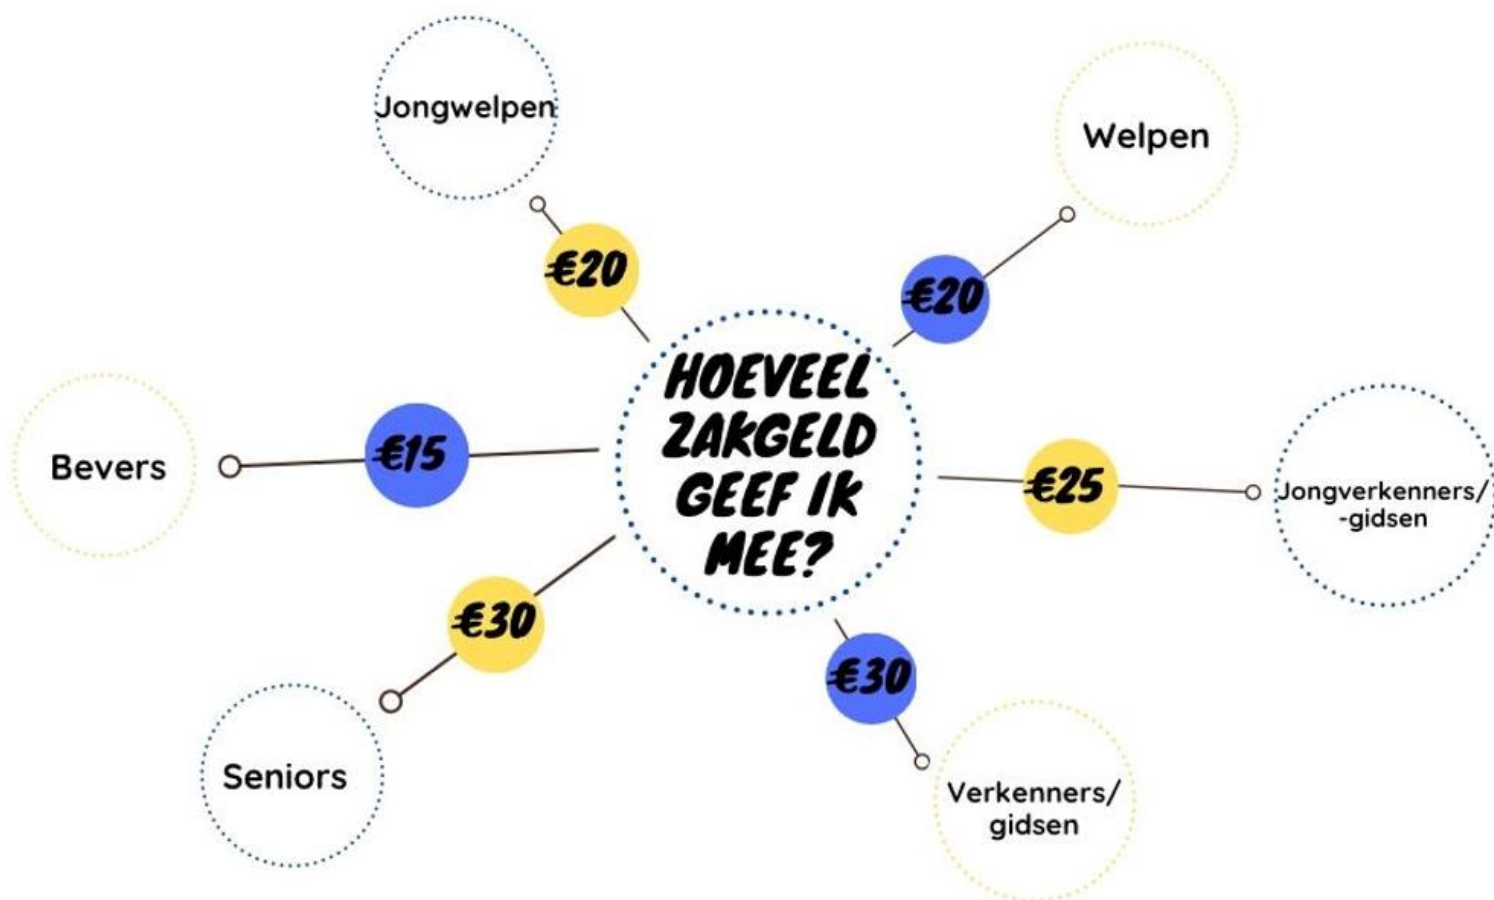 Jongwelpen
€20
Welpen
€20
HOEVEEL
ZAKGELD
GEEF IK
MEE?
Bevers
€15
€25
Jongverkenners/
-gidsen
€30
Seniors
€30
Verkenners/
gidsen